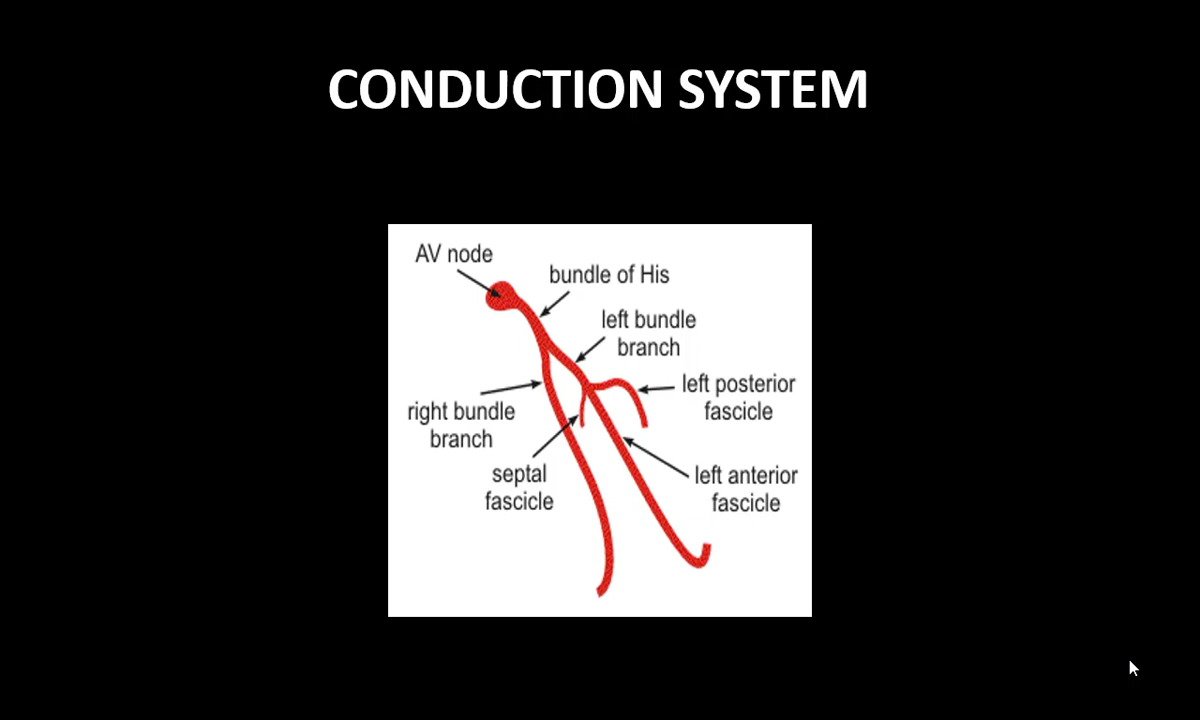 CONDUCTION SYSTEM
AV node
bundle of His
left bundle
branch
left posterior
fascicle
right bundle
branch
septal
fascicle
left anterior
fascicle